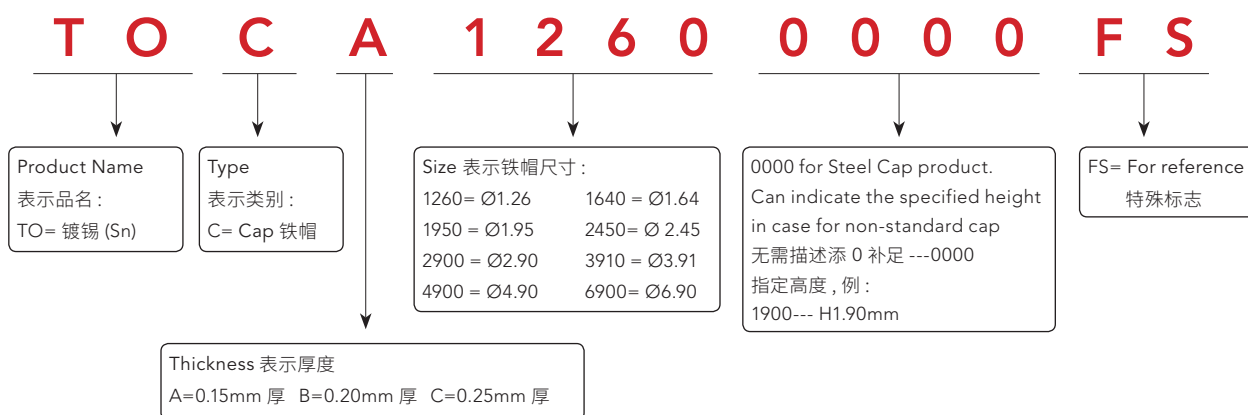 T O C A 1 2 6 0 0 0 0 0 F S
Product Name
表示品名 :
TO= 镀锡 (Sn)
Type
表示类别 :
C= Cap 铁帽
Size 表示铁帽尺寸 :
1260= Ø1.26 1640 = Ø1.64
1950 = Ø1.95 2450= Ø 2.45
2900 = Ø2.90 3910 = Ø3.91
4900 = Ø4.90 6900= Ø6.90
0000 for Steel Cap product.
Can indicate the specified height
in case for non-standard cap
无需描述添 0 补足 ---0000
指定高度 , 例 :
1900--- H1.90mm
FS= For reference
特殊标志
Thickness 表示厚度
A=0.15mm 厚 B=0.20mm 厚 C=0.25mm 厚